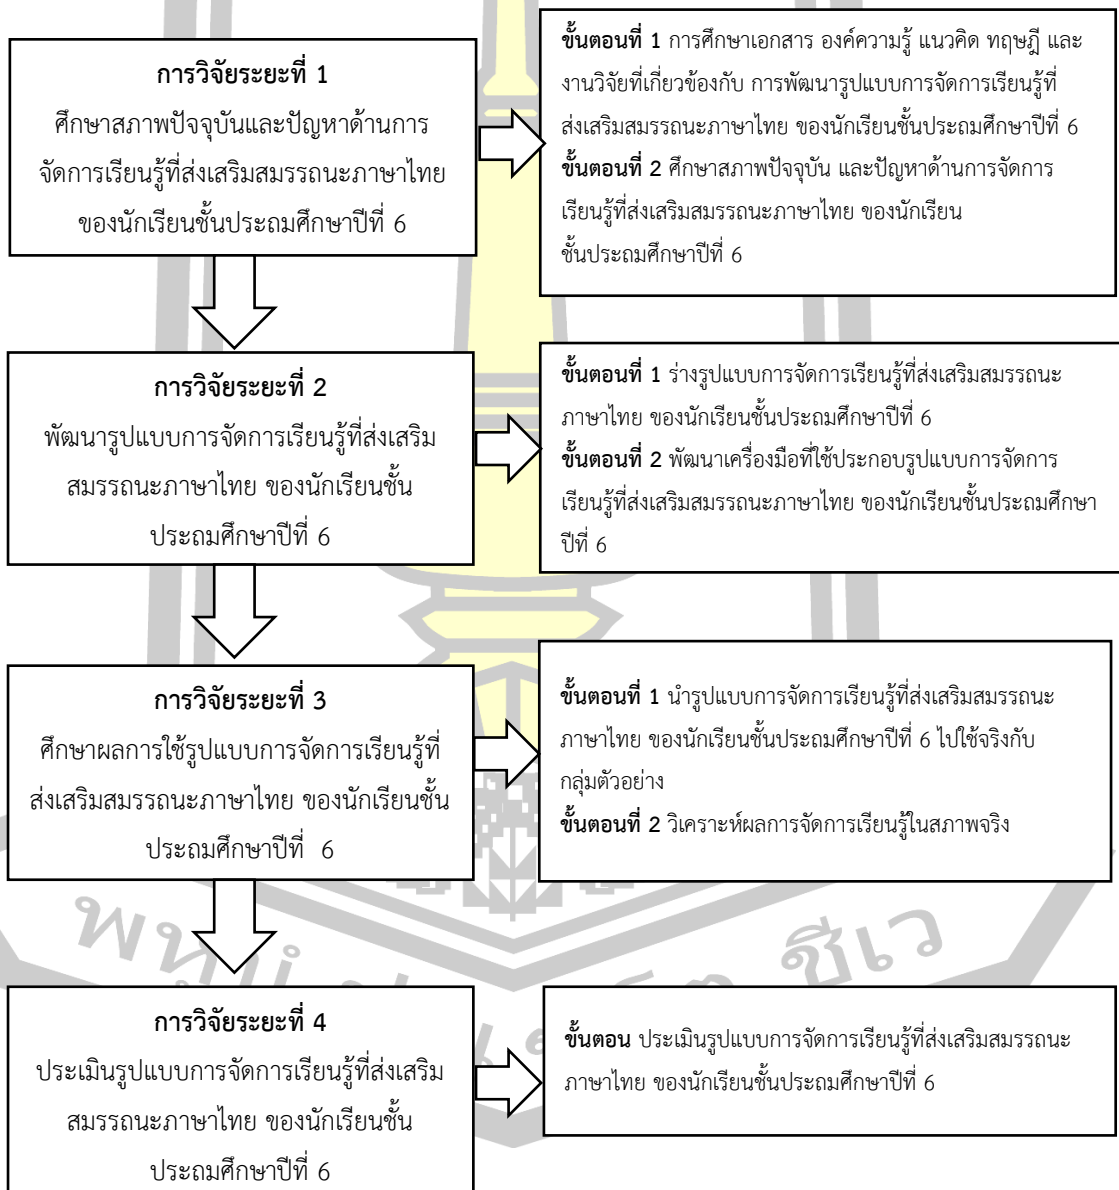 การวิจัยระยะที่ 1
ศึกษาสภาพปัจจุบันและปัญหาด้านการ
จัดการเรียนรู้ที่ส่งเสริมสมรรถนะภาษาไทย
ของนักเรียนชั้นประถมศึกษาปีที่ 6
ขั้นตอนที่ 1 การศึกษาเอกสาร องค์ความรู้ แนวคิด ทฤษฎี และ
งานวิจัยที่เกี่ยวข้องกับ การพัฒนารูปแบบการจัดการเรียนรู้ที่
ส่งเสริมสมรรถนะภาษาไทย ของนักเรียนชั้นประถมศึกษาปีที่ 6
ขั้นตอนที่ 2 ศึกษาสภาพปัจจุบัน และปัญหาด้านการจัดการ
เรียนรู้ที่ส่งเสริมสมรรถนะภาษาไทย ของนักเรียน
ชั้นประถมศึกษาปีที่ 6
การวิจัยระยะที่ 2
พัฒนารูปแบบการจัดการเรียนรู้ที่ส่งเสริม
สมรรถนะภาษาไทย ของนักเรียนชั้น
ประถมศึกษาปีที่ 6
ขั้นตอนที่ 1 ร่างรูปแบบการจัดการเรียนรู้ที่ส่งเสริมสมรรถนะ
ภาษาไทย ของนักเรียนชั้นประถมศึกษาปีที่ 6
ขั้นตอนที่ 2 พัฒนาเครื่องมือที่ใช้ประกอบรูปแบบการจัดการ
เรียนรู้ที่ส่งเสริมสมรรถนะภาษาไทย ของนักเรียนชั้นประถมศึกษา
ปีที่ 6
การวิจัยระยะที่ 3
ศึกษาผลการใช้รูปแบบการจัดการเรียนรู้ที่
ส่งเสริมสมรรถนะภาษาไทย ของนักเรียนชั้น
ประถมศึกษาปีที่ 6
ขั้นตอนที่ 1 นำรูปแบบการจัดการเรียนรู้ที่ส่งเสริมสมรรถนะ
ภาษาไทย ของนักเรียนชั้นประถมศึกษาปีที่ 6 ไปใช้จริงกับ
กลุ่มตัวอย่าง
ขั้นตอนที่ 2 วิเคราะห์ผลการจัดการเรียนรู้ในสภาพจริง
ชีเว
การวิจัยระยะที่ 4
ประเมินรูปแบบการจัดการเรียนรู้ที่ส่งเสริม
สมรรถนะภาษาไทย ของนักเรียนชั้น
ประถมศึกษาปีที่ 6
ขั้นตอน ประเมินรูปแบบการจัดการเรียนรู้ที่ส่งเสริมสมรรถนะ
ภาษาไทย ของนักเรียนชั้นประถมศึกษาปีที่ 6